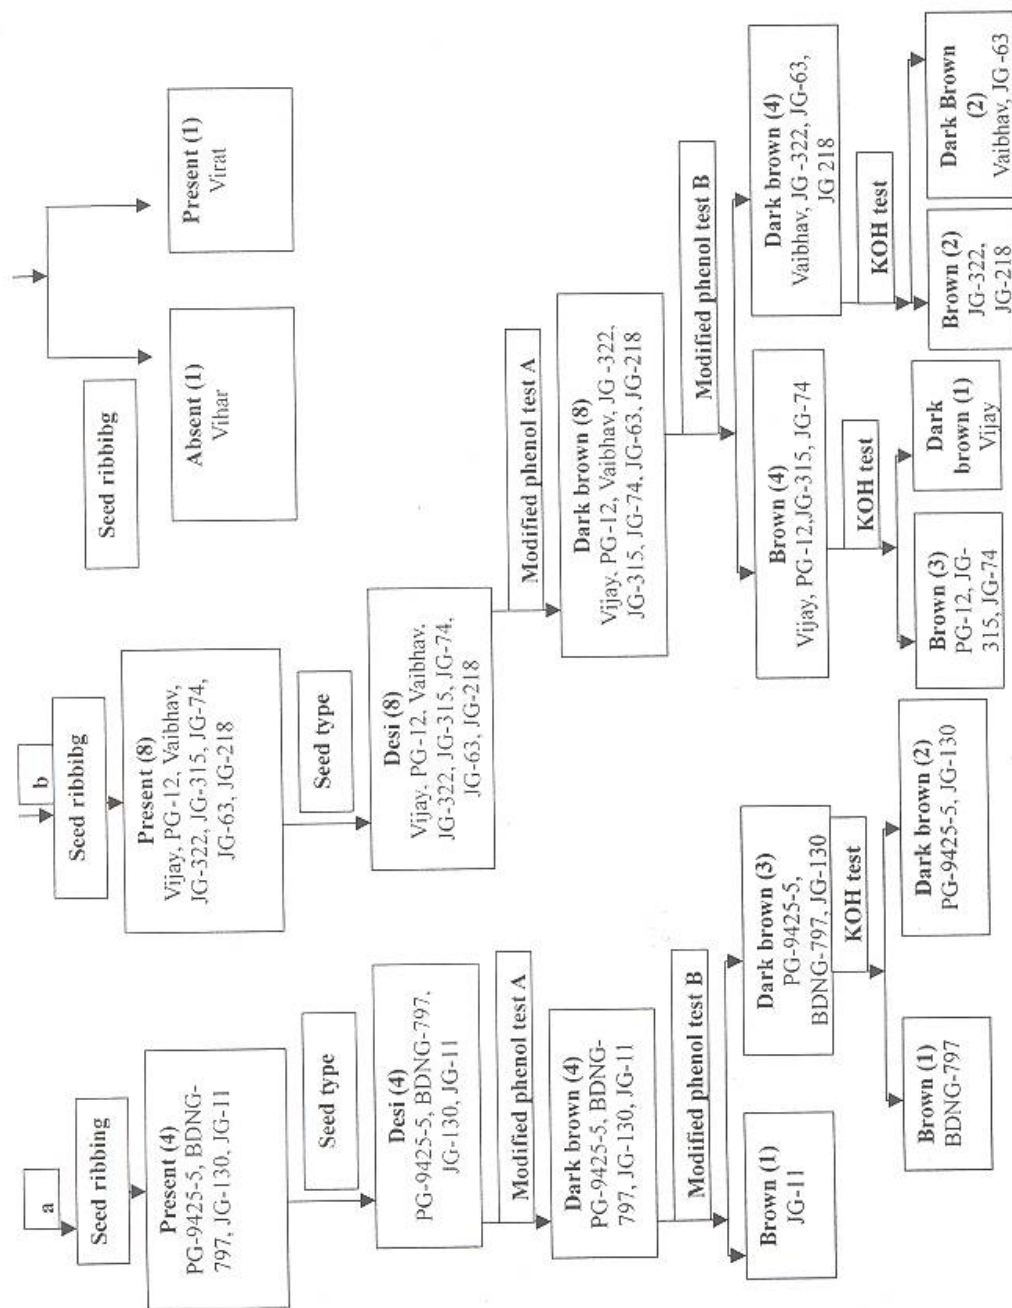 a
Seed ribbing
Present (4)
PG-9425-5, BDNG-
797, JG-130, JG-11
Seed type
Desi (4)
PG-9425-5, BDNG-797,
JG-130, JG-11
Modified phenol test A
Dark brown (4)
PG-9425-5, BDNG-
797, JG-130, JG-11
Modified phenol test B
Brown (1)
JG-11
Dark brown (3)
PG-9425-5,
BDNG-797, JG-130
KOH test
Brown (1)
BDNG-797
Dark brown (2)
PG-9425-5, JG-130
b
Seed ribbibg
Present (8)
Vijay, PG-12, Vaibhav,
JG-322, JG-315, JG-74,
JG-63, JG-218
Seed type
Desi (8)
Vijay, PG-12, Vaibhav,
JG-322, JG-315, JG-74,
JG-63, JG-218
Modified phenol test A
Dark brown (8)
Vijay, PG-12, Vaibhav, JG-322,
JG-315, JG-74, JG-63, JG-218
Modified phenol test B
Brown (4)
Vijay, PG-12,JG-315, JG-74
KOH test
Brown (3)
PG-12, JG-
315, JG-74
Dark
brown (1)
Vijay
Dark brown (4)
Vaibhav, JG-322, JG-63,
JG 218
KOH test
Brown (2)
JG-322,
JG-218
Dark Brown
(2)
Vaibhav, JG-63
Seed ribbibg
Absent (1)
Vihar
Present (1)
Virat